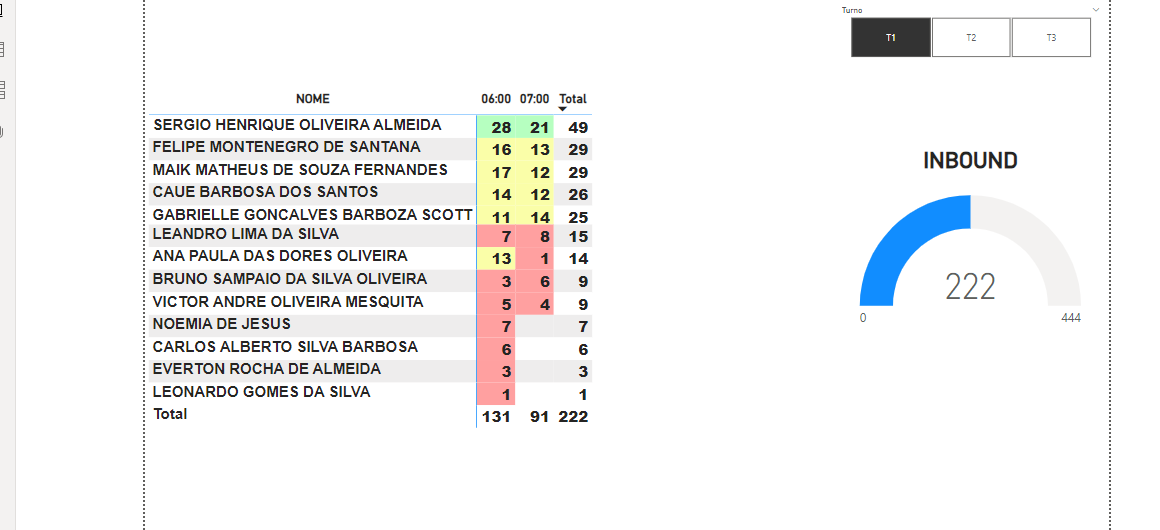 Turno
T1 T2 T3
NOME 06:00 07:00 Total
SERGIO HENRIQUE OLIVEIRA ALMEIDA 28 21 49
FELIPE MONTENEGRO DE SANTANA 16 13 29
MAIK MATHEUS DE SOUZA FERNANDES 17 12 29
CAUE BARBOSA DOS SANTOS 14 12 26
GABRIELLE GONCALVES BARBOZA SCOTT 11 14 25
LEANDRO LIMA DA SILVA 7 8 15
ANA PAULA DAS DORES OLIVEIRA 13 1 14
BRUNO SAMPAIO DA SILVA OLIVEIRA 3 6 9
VICTOR ANDRE OLIVEIRA MESQUITA 5 4 9
NOEMIA DE JESUS 7 7
CARLOS ALBERTO SILVA BARBOSA 6 6
EVERTON ROCHA DE ALMEIDA 3 3
LEONARDO GOMES DA SILVA 1 1
Total 131 91 222
INBOUND
222
0 444